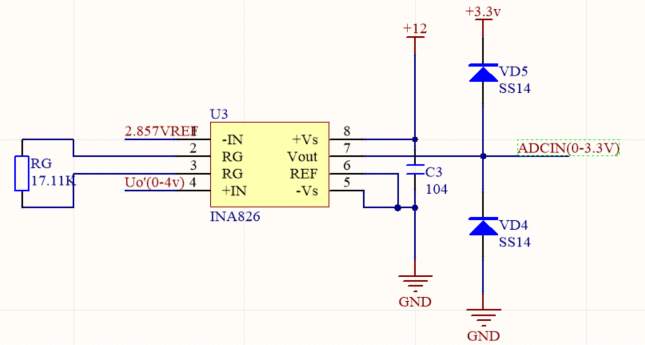 +3.3v
+12
VD5
SS14
U3
2.857VREF
1
-IN
+Vs
8
2
RG
Vout
7
ADCIN(0-3.3V)
3
RG
REF
6
Uo'(0-4v)
4
+IN
-Vs
5
RG
17.11K
C3
104
INA826
VD4
SS14
GND
GND